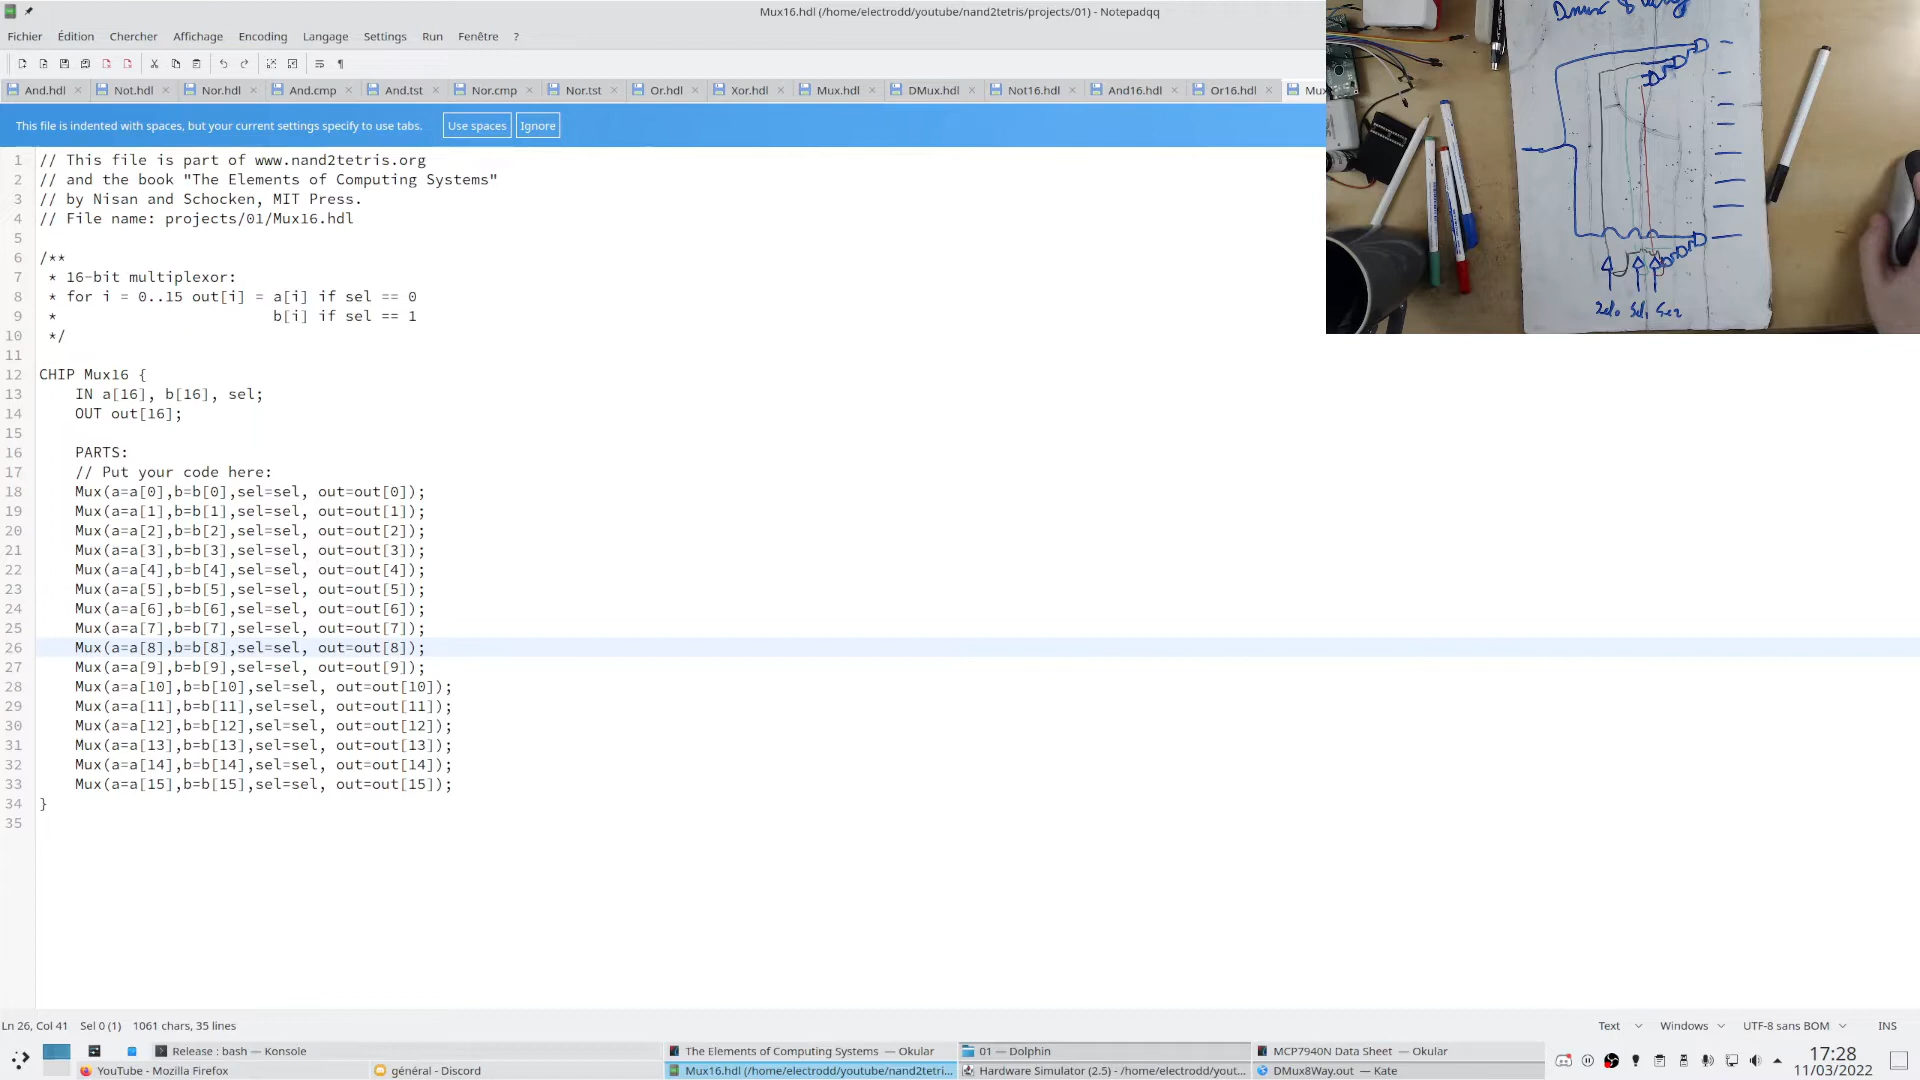 Mux16.hdl (/home/electrodd/youtube/nand2tetris/projects/01) - Notepadqq
Fichier Édition Chercher Affichage Encoding Langage Settings Run Fenêtre ?
And.hdl Not.hdl Nor.hdl And.cmp And.tst Nor.cmp Nor.tst Or.hdl Xor.hdl Mux.hdl DMux.hdl Not16.hdl And16.hdl Or16.hdl Mux
This file is indented with spaces, but your current settings specify to use tabs. Use spaces Ignore
1 // This file is part of www.nand2tetris.org
2 // and the book "The Elements of Computing Systems"
3 // by Nisan and Schocken, MIT Press.
4 // File name: projects/01/Mux16.hdl
5
6 /**
7 * 16-bit multiplexor:
8 * for i = 0..15 out[i] = a[i] if sel == 0
9 * b[i] if sel == 1
10 */
11
12 CHIP Mux16 {
13 IN a[16], b[16], sel;
14 OUT out[16];
15
16 PARTS:
17 // Put your code here:
18 Mux(a=a[0],b=b[0],sel=sel, out=out[0]);
19 Mux(a=a[1],b=b[1],sel=sel, out=out[1]);
20 Mux(a=a[2],b=b[2],sel=sel, out=out[2]);
21 Mux(a=a[3],b=b[3],sel=sel, out=out[3]);
22 Mux(a=a[4],b=b[4],sel=sel, out=out[4]);
23 Mux(a=a[5],b=b[5],sel=sel, out=out[5]);
24 Mux(a=a[6],b=b[6],sel=sel, out=out[6]);
25 Mux(a=a[7],b=b[7],sel=sel, out=out[7]);
26 Mux(a=a[8],b=b[8],sel=sel, out=out[8]);
27 Mux(a=a[9],b=b[9],sel=sel, out=out[9]);
28 Mux(a=a[10],b=b[10],sel=sel, out=out[10]);
29 Mux(a=a[11],b=b[11],sel=sel, out=out[11]);
30 Mux(a=a[12],b=b[12],sel=sel, out=out[12]);
31 Mux(a=a[13],b=b[13],sel=sel, out=out[13]);
32 Mux(a=a[14],b=b[14],sel=sel, out=out[14]);
33 Mux(a=a[15],b=b[15],sel=sel, out=out[15]);
34 }
35
Ln 26, Col 41 Sel 0 (1) 1061 chars, 35 lines Text Windows UTF-8 sans BOM INS
Release : bash — Konsole The Elements of Computing Systems — Okular 01 — Dolphin MCP7940N Data Sheet — Okular 17:28
YouTube - Mozilla Firefox général - Discord Mux16.hdl (/home/electrodd/youtube/nand2tetri... Hardware Simulator (2.5) - /home/electrodd/yout... DMux8Way.out — Kate 11/03/2022